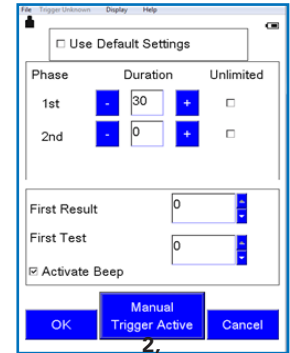 File Trigger Unknown Display Help
Use Default Settings
Phase Duration Unlimited
1st - 30 +
2nd - 0 +
First Result 0
First Test 0
Activate Beep
OK Manual Trigger Active Cancel
2,